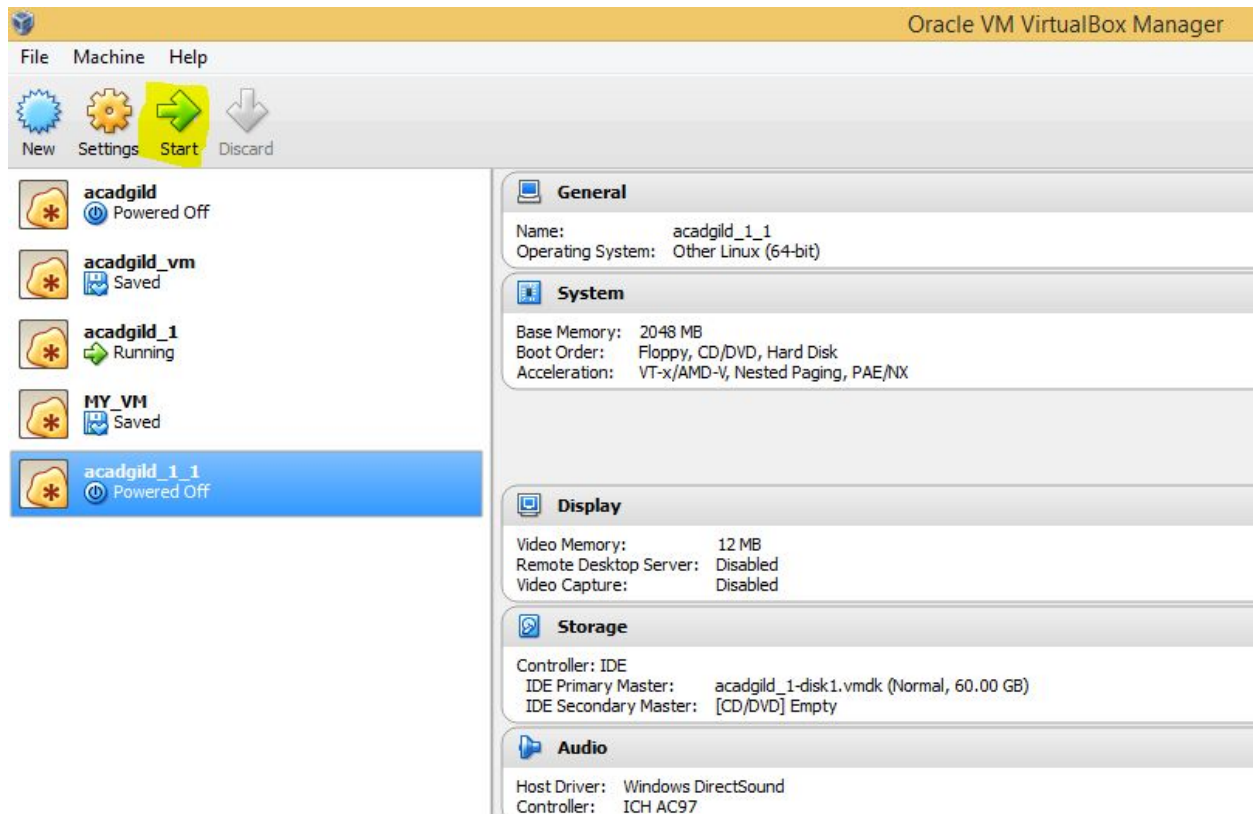 Oracle VM VirtualBox Manager
File Machine Help
New Settings Start Discard
acadgild
Powered Off
acadgild_vm
Saved
acadgild_1
Running
MY_VM
Saved
acadgild_1_1
Powered Off
General
Name: acadgild_1_1
Operating System: Other Linux (64-bit)
System
Base Memory: 2048 MB
Boot Order: Floppy, CD/DVD, Hard Disk
Acceleration: VT-x/AMD-V, Nested Paging, PAE/NX
Display
Video Memory: 12 MB
Remote Desktop Server: Disabled
Video Capture: Disabled
Storage
Controller: IDE
IDE Primary Master: acadgild_1-disk1.vmdk (Normal, 60.00 GB)
IDE Secondary Master: [CD/DVD] Empty
Audio
Host Driver: Windows DirectSound
Controller: ICH AC97